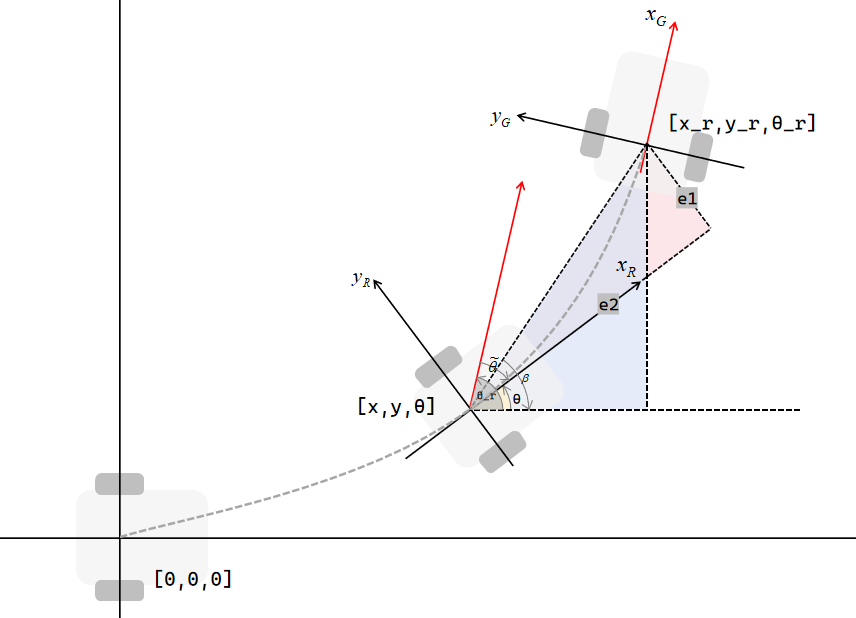 x_G
y_G
[x_r,y_r,θ_r]
e1
x_R
y_R
e2
α̃
β
θ_r
θ
[x,y,θ]
[0,0,0]